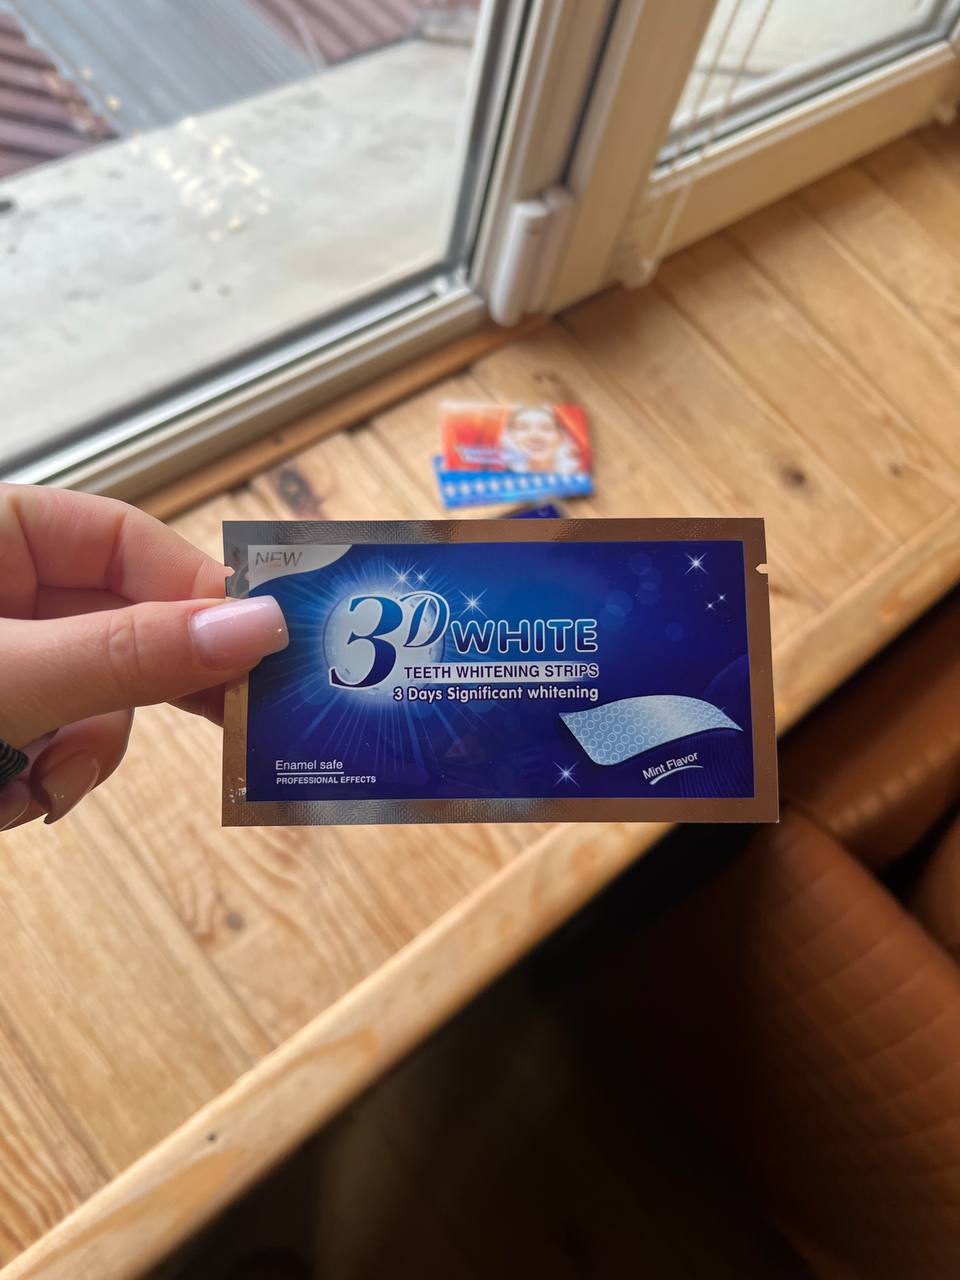 NEW
3D WHITE
TEETH WHITENING STRIPS
3 Days Significant whitening
Mint Flavor
Enamel safe
PROFESSIONAL EFFECTS